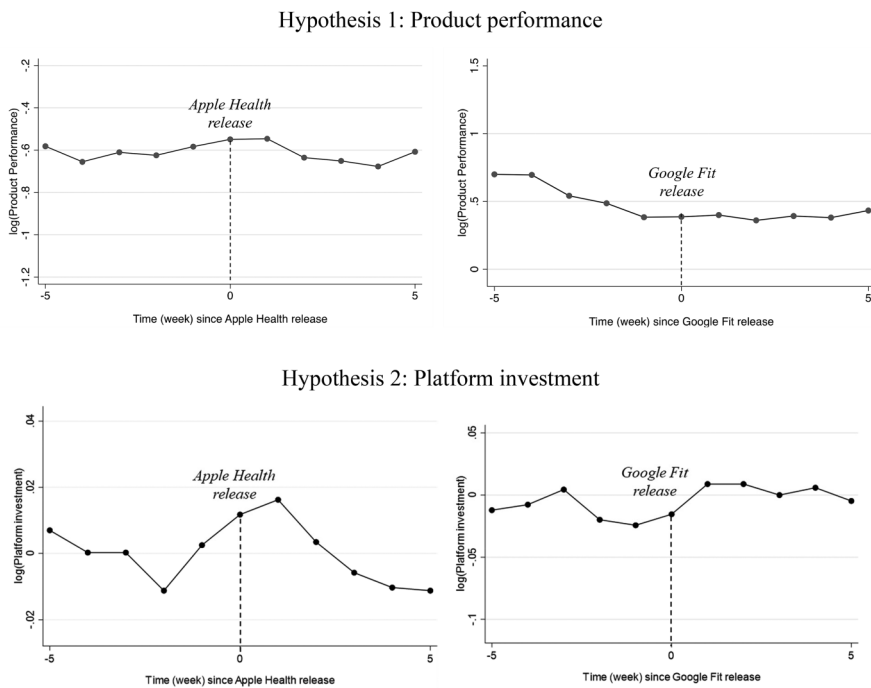 Hypothesis 1: Product performance
log(Product Performance)
-.2
-.4
-.6
-.8
-1
-1.2
Apple Health
release
-5
0
5
Time (week) since Apple Health release
log(Product Performance)
1.5
1
.5
0
Google Fit
release
-5
0
5
Time (week) since Google Fit release
Hypothesis 2: Platform investment
log(Platform investment)
.04
.02
0
-.02
Apple Health
release
-5
0
5
Time (week) since Apple Health release
log(Platform investment)
.05
0
-.05
-.1
Google Fit
release
-5
0
5
Time (week) since Google Fit release